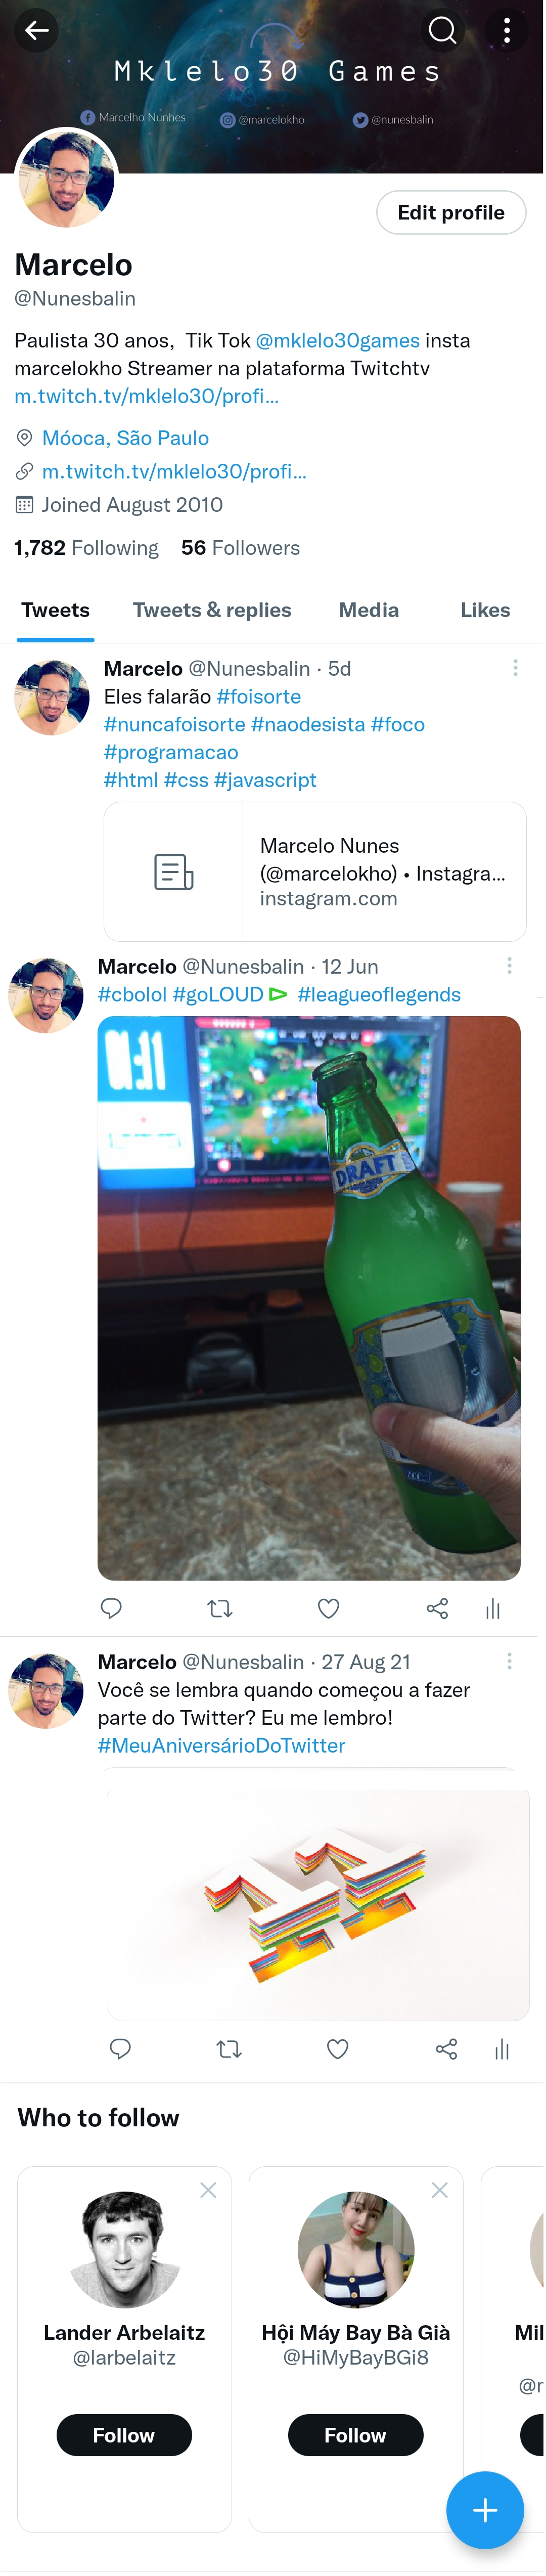 Mklelo30 Games
Marcelho Nunhes @marcelokho @nunesbalin
Edit profile
Marcelo
@Nunesbalin
Paulista 30 anos, Tik Tok @mklelo30games insta
marcelokho Streamer na plataforma Twitchtv
m.twitch.tv/mklelo30/profi...
Móoca, São Paulo
m.twitch.tv/mklelo30/profi...
Joined August 2010
1,782 Following 56 Followers
Tweets Tweets & replies Media Likes
Marcelo @Nunesbalin · 5d
Eles falarão #foisorte
#nuncafoisorte #naodesista #foco
#programacao
#html #css #javascript
Marcelo Nunes
(@marcelokho) • Instagra...
instagram.com
Marcelo @Nunesbalin · 12 Jun
#cbolol #goLOUD #leagueoflegends
DRAFT
Marcelo @Nunesbalin · 27 Aug 21
Você se lembra quando começou a fazer
parte do Twitter? Eu me lembro!
#MeuAniversárioDoTwitter
11
Who to follow
Lander Arbelaitz
@larbelaitz
Follow
Hội Máy Bay Bà Già
@HiMyBayBGi8
Follow
Mil
@r